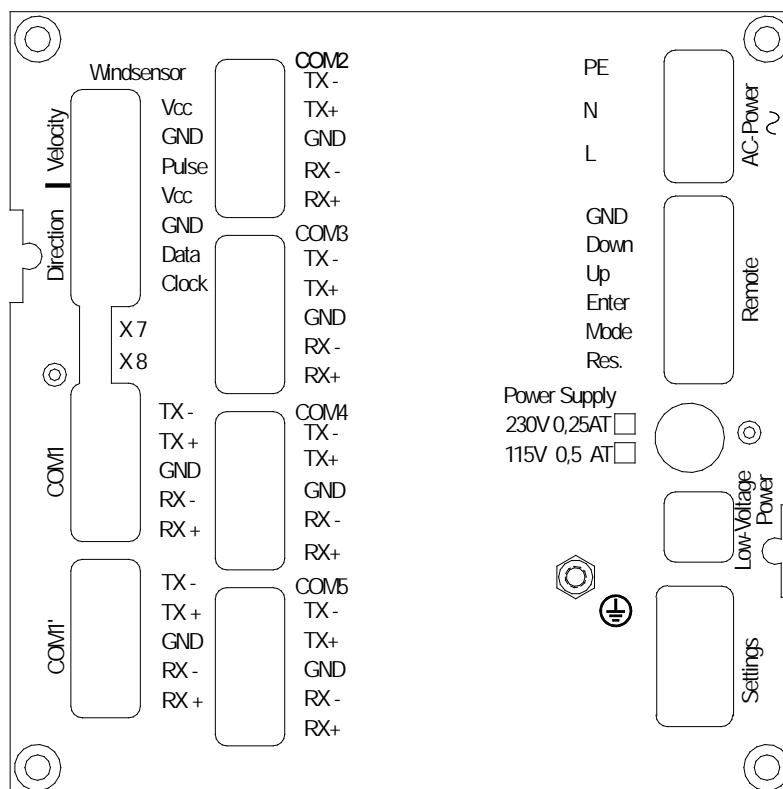 Windsensor
Velocity
Direction
Vcc
GND
Pulse
Vcc
GND
Data
Clock
X7
X8
COM1
TX -
TX +
GND
RX -
RX +
COM1'
TX -
TX +
GND
RX -
RX +
COM2
TX -
TX+
GND
RX -
RX+
COM3
TX -
TX+
GND
RX -
RX+
COM4
TX -
TX+
GND
RX -
RX+
COM5
TX -
TX+
GND
RX -
RX+
PE
N
L
AC-Power
GND
Down
Up
Enter
Mode
Res.
Remote
Power Supply
230V 0,25AT
115V 0,5 AT
Low-Voltage
Power
Settings